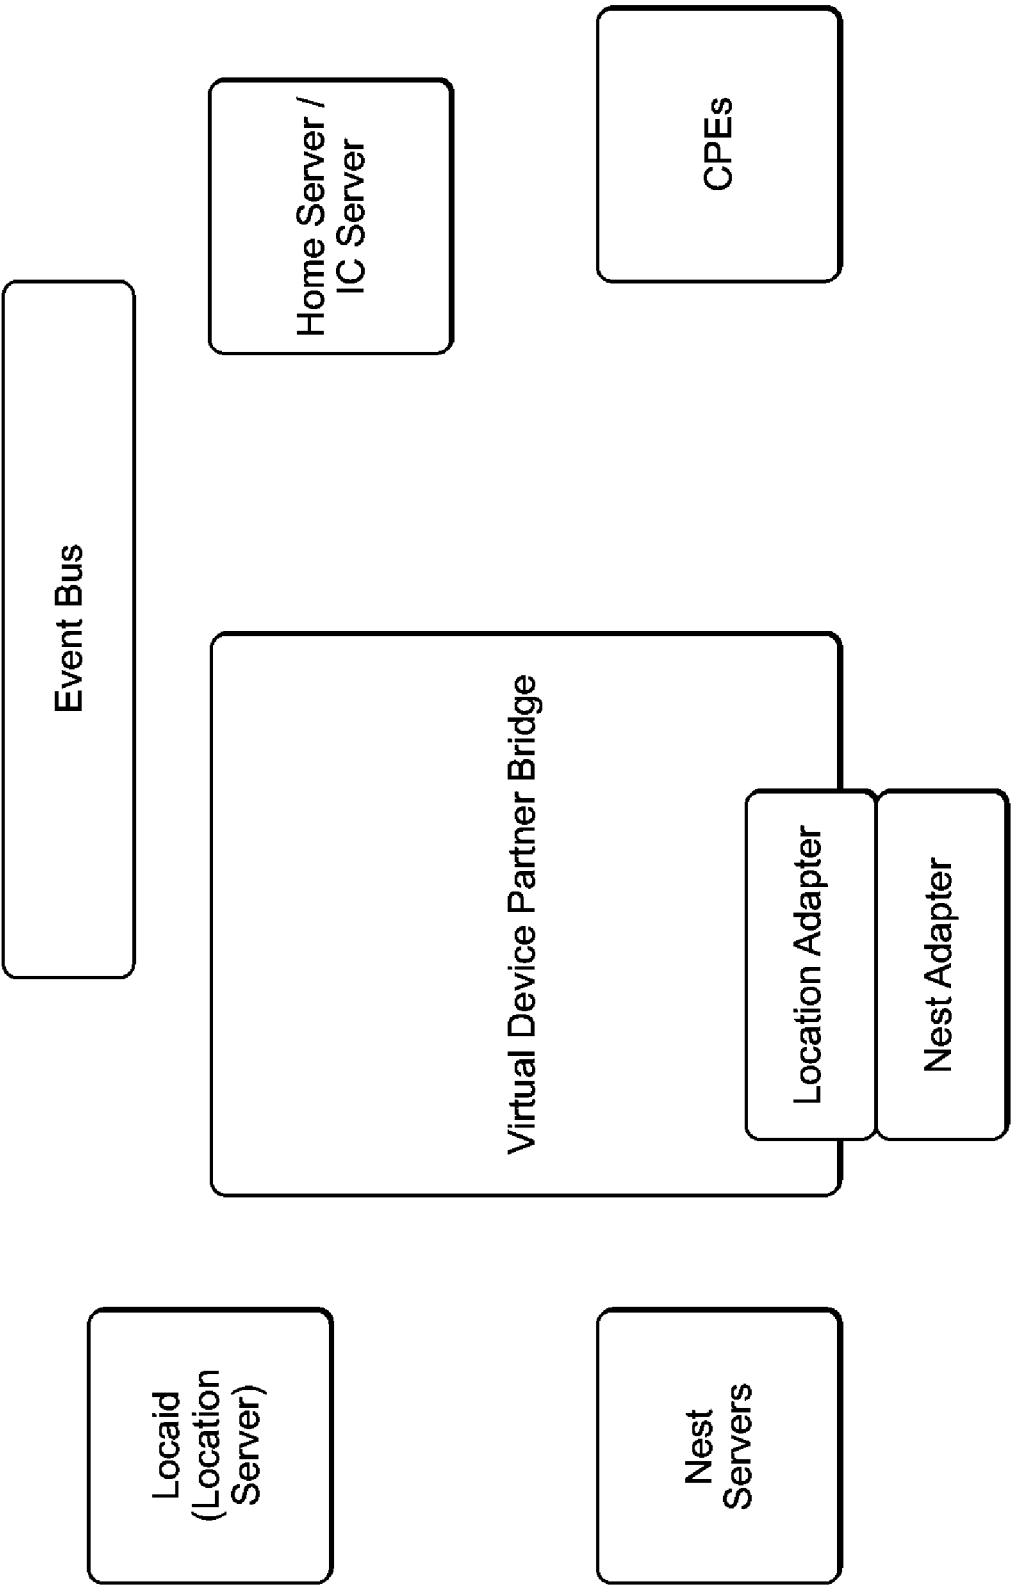 Event Bus
Locaid
(Location
Server)
Home Server /
IC Server
Virtual Device Partner Bridge
Nest
Servers
CPEs
Location Adapter
Nest Adapter